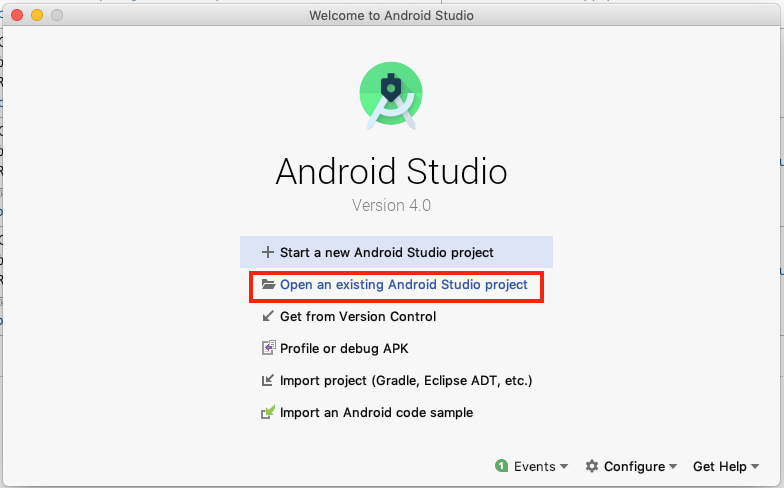 Welcome to Android Studio
Android Studio
Version 4.0
Start a new Android Studio project
Open an existing Android Studio project
Get from Version Control
Profile or debug APK
Import project (Gradle, Eclipse ADT, etc.)
Import an Android code sample
1 Events Configure Get Help